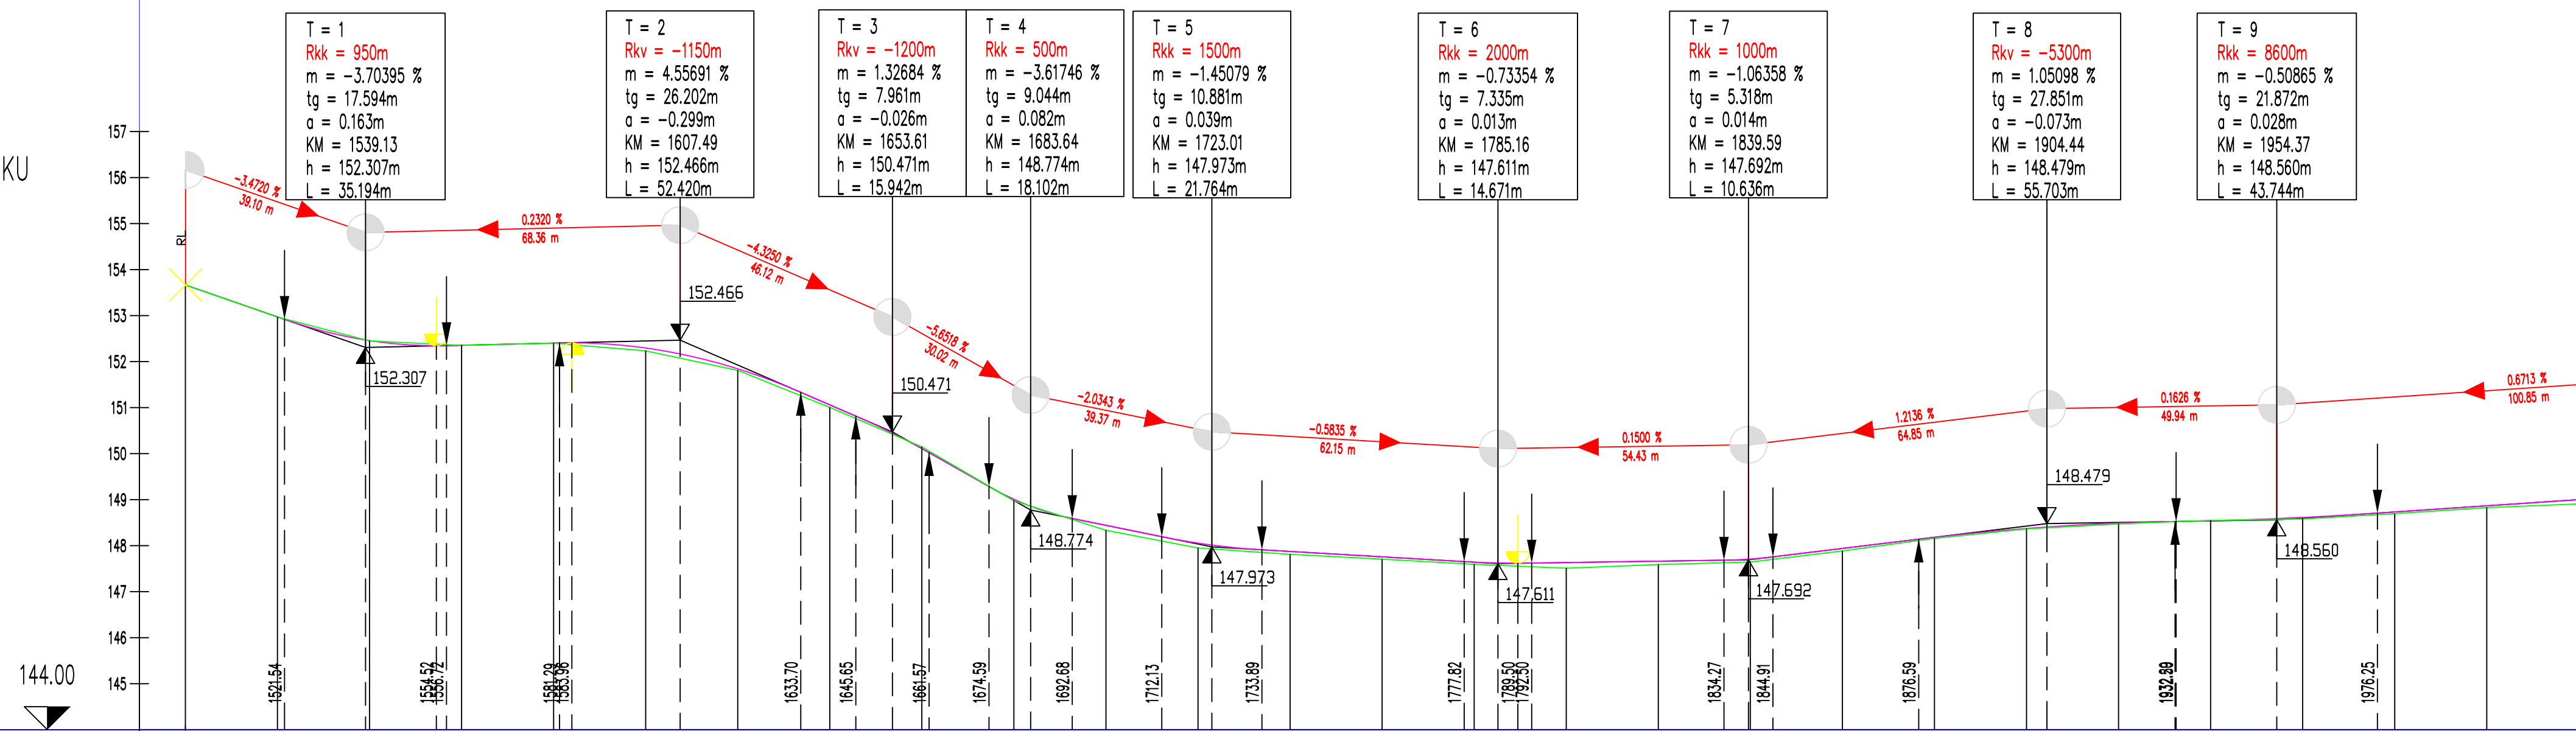 T = 1
Rkk = 950m
m = -3.70395 %
tg = 17.594m
a = 0.163m
KM = 1539.13
h = 152.307m
L = 35.194m
T = 2
Rkv = -1150m
m = 4.55691 %
tg = 26.202m
a = -0.299m
KM = 1607.49
h = 152.466m
L = 52.420m
T = 3
Rkv = -1200m
m = 1.32684 %
tg = 7.961m
a = -0.026m
KM = 1653.61
h = 150.471m
L = 15.942m
T = 4
Rkk = 500m
m = -3.61746 %
tg = 9.044m
a = 0.082m
KM = 1683.64
h = 148.774m
L = 18.102m
T = 5
Rkk = 1500m
m = -1.45079 %
tg = 10.881m
a = 0.039m
KM = 1723.01
h = 147.973m
L = 21.764m
T = 6
Rkk = 2000m
m = -0.73354 %
tg = 7.335m
a = 0.013m
KM = 1785.16
h = 147.611m
L = 14.671m
T = 7
Rkk = 1000m
m = -1.06358 %
tg = 5.318m
a = 0.014m
KM = 1839.59
h = 147.692m
L = 10.636m
T = 8
Rkv = -5300m
m = 1.05098 %
tg = 27.851m
a = -0.073m
KM = 1904.44
h = 148.479m
L = 55.703m
T = 9
Rkk = 8600m
m = -0.50865 %
tg = 21.872m
a = 0.028m
KM = 1954.37
h = 148.560m
L = 43.744m
KU
157
156
155
154
153
152
151
150
149
148
147
146
145
144.00
RL
-3.4720 %
39.10 m
0.2320 %
68.36 m
-4.3250 %
46.12 m
-5.6518 %
30.02 m
-2.0343 %
39.37 m
-0.5835 %
62.15 m
0.1500 %
54.43 m
1.2136 %
64.85 m
0.1626 %
49.94 m
0.6713 %
100.85 m
152.307
152.466
150.471
148.774
147.973
147.611
147.692
148.479
148.560
1521.54
1554.52
1556.72
1581.29
1583.96
1633.70
1645.65
1661.57
1674.59
1692.68
1712.13
1733.89
1777.82
1789.50
1792.50
1834.27
1844.91
1876.59
1976.25